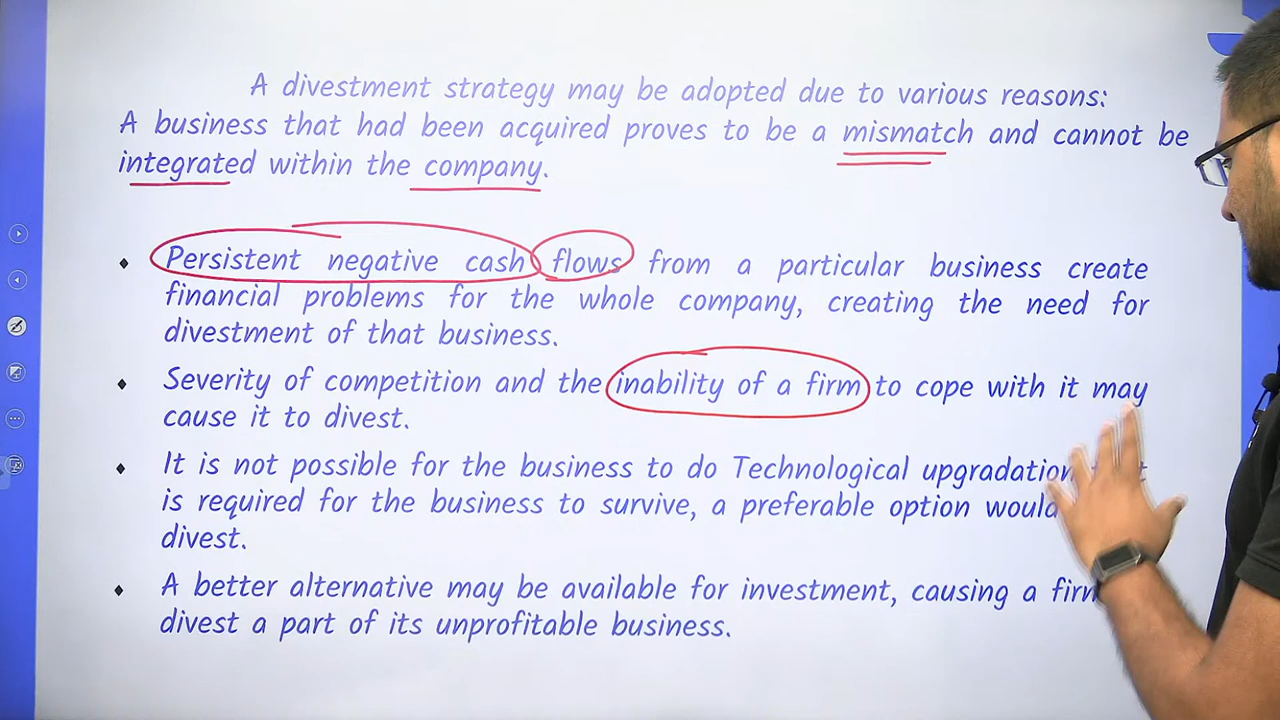 A divestment strategy may be adopted due to various reasons:
A business that had been acquired proves to be a mismatch and cannot be
integrated within the company.
Persistent negative cash flows from a particular business create
financial problems for the whole company, creating the need for
divestment of that business.
Severity of competition and the inability of a firm to cope with it may
cause it to divest.
It is not possible for the business to do Technological upgradation
is required for the business to survive, a preferable option would
divest.
A better alternative may be available for investment, causing a firm
divest a part of its unprofitable business.